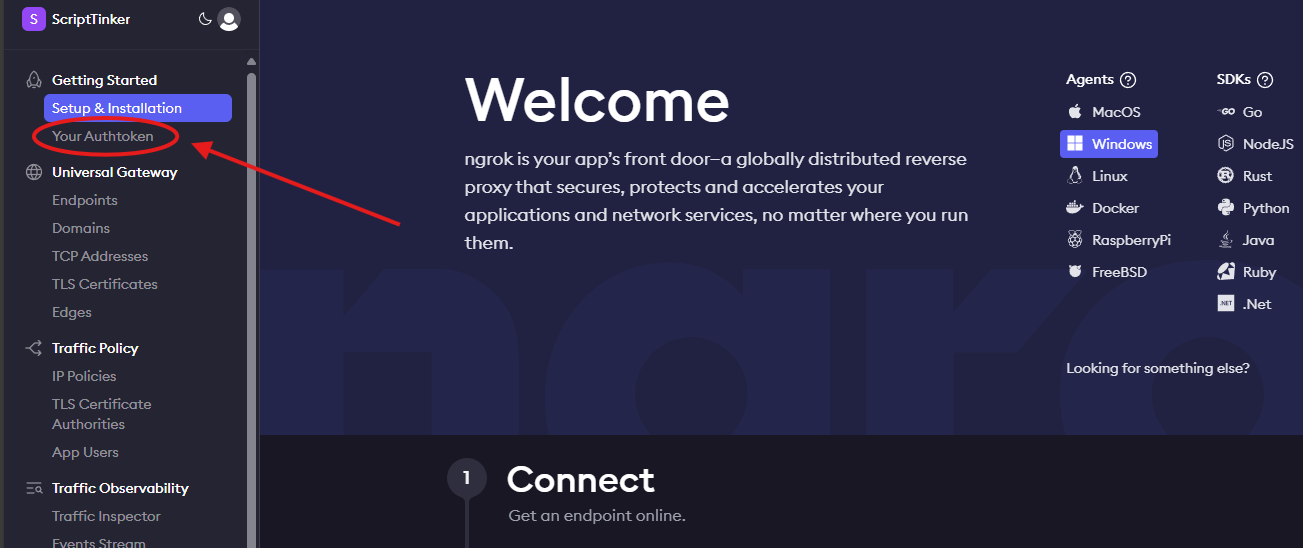 S ScriptTinker
Getting Started
Setup & Installation
Your Authtoken
Universal Gateway
Endpoints
Domains
TCP Addresses
TLS Certificates
Edges
Traffic Policy
IP Policies
TLS Certificate
Authorities
App Users
Traffic Observability
Traffic Inspector
Events Stream
Welcome
ngrok is your app's front door—a globally distributed reverse
proxy that secures, protects and accelerates your
applications and network services, no matter where you run
them.
Agents ?
MacOS
Windows
Linux
Docker
RaspberryPi
FreeBSD
SDKs ?
GO Go
NodeJS
Rust
Python
Java
Ruby
.NET .Net
Looking for something else?
ngro
1 Connect
Get an endpoint online.